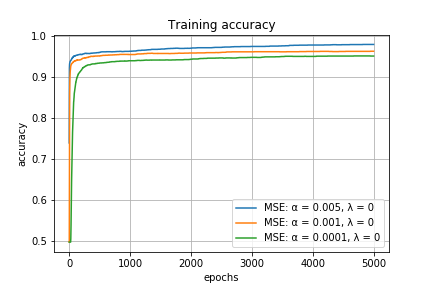 Training accuracy
1.0
0.9
0.8
0.7
0.6
0.5
accuracy
MSE: α = 0.005, λ = 0
MSE: α = 0.001, λ = 0
MSE: α = 0.0001, λ = 0
0 1000 2000 3000 4000 5000
epochs